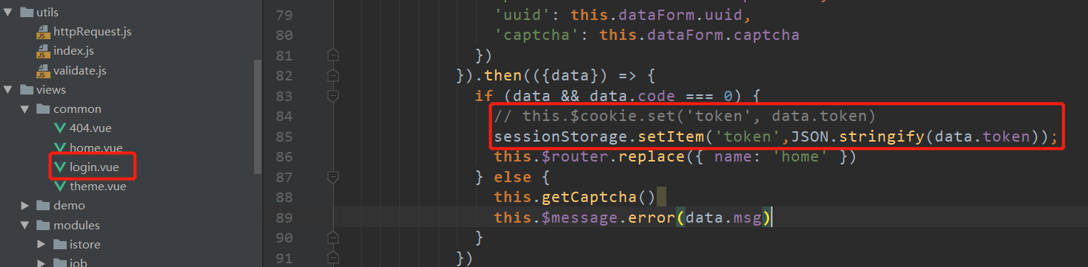 utils
httpRequest.js
index.js
validate.js
views
common
404.vue
home.vue
login.vue
theme.vue
demo
modules
istore
job
79 'uuid': this.dataForm.uuid,
80 'captcha': this.dataForm.captcha
81 })
82 }).then(({data}) => {
83 if (data && data.code === 0) {
84 // this.$cookie.set('token', data.token)
85 sessionStorage.setItem('token',JSON.stringify(data.token));
86 this.$router.replace({ name: 'home' })
87 } else {
88 this.getCaptcha()
89 this.$message.error(data.msg)
90 }
91 })